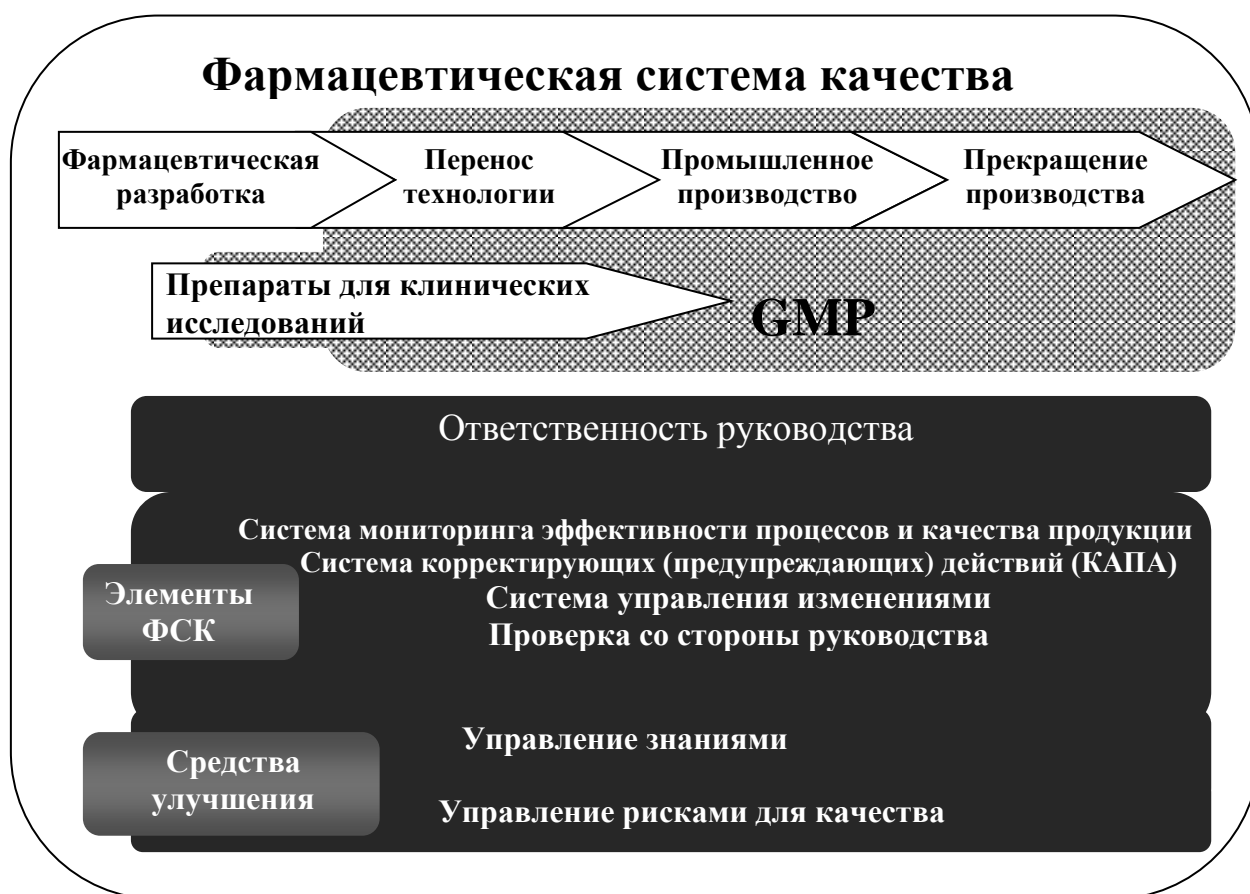 Фармацевтическая система качества
Фармацевтическая
разработка
Перенос
технологии
Промышленное
производство
Прекращение
производства
Препараты для клинических
исследований
GMP
Ответственность руководства
Система мониторинга эффективности процессов и качества продукции
Система корректирующих (предупреждающих) действий (КАПА)
Система управления изменениями
Проверка со стороны руководства
Элементы
ФСК
Средства
улучшения
Управление знаниями
Управление рисками для качества